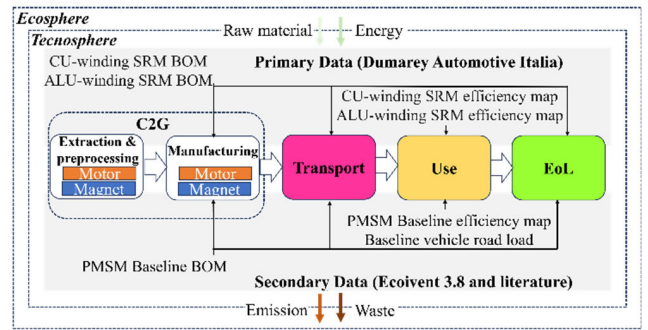 Ecosphere
Tecnosphere
Raw material
Energy
CU-winding SRM BOM
ALU-winding SRM BOM
Primary Data (Dumarey Automotive Italia)
CU-winding SRM efficiency map
ALU-winding SRM efficiency map
C2G
Extraction &
preprocessing
Motor
Magnet
Manufacturing
Motor
Magnet
Transport
Use
EoL
PMSM Baseline efficiency map
Baseline vehicle road load
PMSM Baseline BOM
Secondary Data (Ecoivent 3.8 and literature)
Emission
Waste